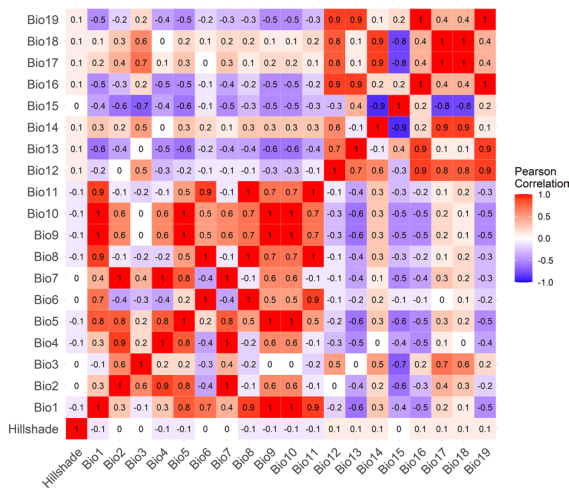 Bio19 0.1 -0.5 -0.2 0.2 -0.4 -0.5 -0.2 -0.3 -0.3 -0.5 -0.5 -0.3 0.9 0.9 0.1 0.2 1 0.4 0.4 1
Bio18 0.1 0.1 0.3 0.6 0 0.2 0.1 0.2 0.2 0.1 0.1 0.2 0.8 0.1 0.9 -0.8 0.4 1 1 0.4
Bio17 0.1 0.2 0.4 0.7 0.1 0.3 0 0.3 0.1 0.2 0.2 0.1 0.8 0.1 0.9 -0.8 0.4 1 1 0.4
Bio16 0.1 -0.5 -0.3 0.2 -0.5 -0.5 -0.1 -0.4 -0.2 -0.5 -0.5 -0.2 0.9 0.9 0.1 0.2 1 0.4 0.4 1
Bio15 0 -0.4 -0.6 -0.7 -0.4 -0.6 -0.1 -0.5 -0.3 -0.5 -0.5 -0.3 -0.3 0.4 -0.9 1 0.2 -0.8 -0.8 0.2
Bio14 0.1 0.3 0.2 0.5 0 0.3 0.2 0.1 0.3 0.3 0.3 0.3 0.6 -0.1 1 -0.9 0.1 0.9 0.9 0.1
Bio13 0.1 -0.6 -0.4 0 -0.5 -0.6 -0.2 -0.4 -0.3 -0.6 -0.6 -0.4 0.7 1 -0.1 0.4 0.9 0.1 0.1 0.9
Bio12 0.1 -0.2 0 0.5 -0.3 -0.2 -0.1 -0.1 -0.1 -0.3 -0.3 -0.1 1 0.7 0.6 -0.3 0.9 0.8 0.8 0.9
Bio11 -0.1 0.9 -0.1 -0.2 -0.1 0.5 0.9 -0.1 1 0.7 0.7 1 -0.1 -0.4 0.3 -0.3 -0.2 0.1 0.2 -0.3
Bio10 -0.1 1 0.6 0 0.6 1 0.5 0.6 0.7 1 1 0.7 -0.3 -0.6 0.3 -0.5 -0.5 0.2 0.1 -0.5
Bio9 -0.1 1 0.6 0 0.6 1 0.5 0.6 0.7 1 1 0.7 -0.3 -0.6 0.3 -0.5 -0.5 0.2 0.1 -0.5
Bio8 -0.1 0.9 -0.1 -0.2 -0.2 0.5 1 -0.1 1 0.7 0.7 1 -0.1 -0.3 0.3 -0.3 -0.2 0.1 0.2 -0.3
Bio7 0 0.4 1 0.4 1 0.8 -0.4 1 -0.1 0.6 0.6 -0.1 -0.1 -0.4 0.1 -0.5 -0.4 0.3 0.2 -0.3
Bio6 0 0.7 -0.4 -0.3 -0.4 0.2 1 -0.4 1 0.5 0.5 0.9 -0.1 -0.2 0.2 -0.1 -0.1 0 0.1 -0.2
Bio5 -0.1 0.8 0.8 0.2 0.8 1 0.2 0.8 0.5 1 1 0.5 -0.2 -0.6 0.3 -0.6 -0.5 0.3 0.2 -0.5
Bio4 -0.1 0.3 0.9 0.2 1 0.8 -0.4 1 -0.2 0.6 0.6 -0.1 -0.3 -0.5 0 -0.4 -0.5 0.1 0 -0.4
Bio3 0 -0.1 0.6 1 0.2 0.2 -0.3 0.4 -0.2 0 0 -0.2 0.5 0 0.5 -0.7 0.2 0.7 0.6 0.2
Bio2 0 0.3 1 0.6 0.9 0.8 -0.4 1 -0.1 0.6 0.6 -0.1 0 -0.4 0.2 -0.6 -0.3 0.4 0.3 -0.2
Bio1 -0.1 1 0.3 -0.1 0.3 0.8 0.7 0.4 0.9 1 1 0.9 -0.2 -0.6 0.3 -0.4 -0.5 0.2 0.1 -0.5
Hillshade 1 -0.1 0 0 -0.1 -0.1 0 0 -0.1 -0.1 -0.1 -0.1 0.1 0.1 0.1 0 0.1 0.1 0.1 0.1
Hillshade Bio1 Bio2 Bio3 Bio4 Bio5 Bio6 Bio7 Bio8 Bio9 Bio10 Bio11 Bio12 Bio13 Bio14 Bio15 Bio16 Bio17 Bio18 Bio19
Pearson
Correlation
1.0
0.5
0.0
-0.5
-1.0